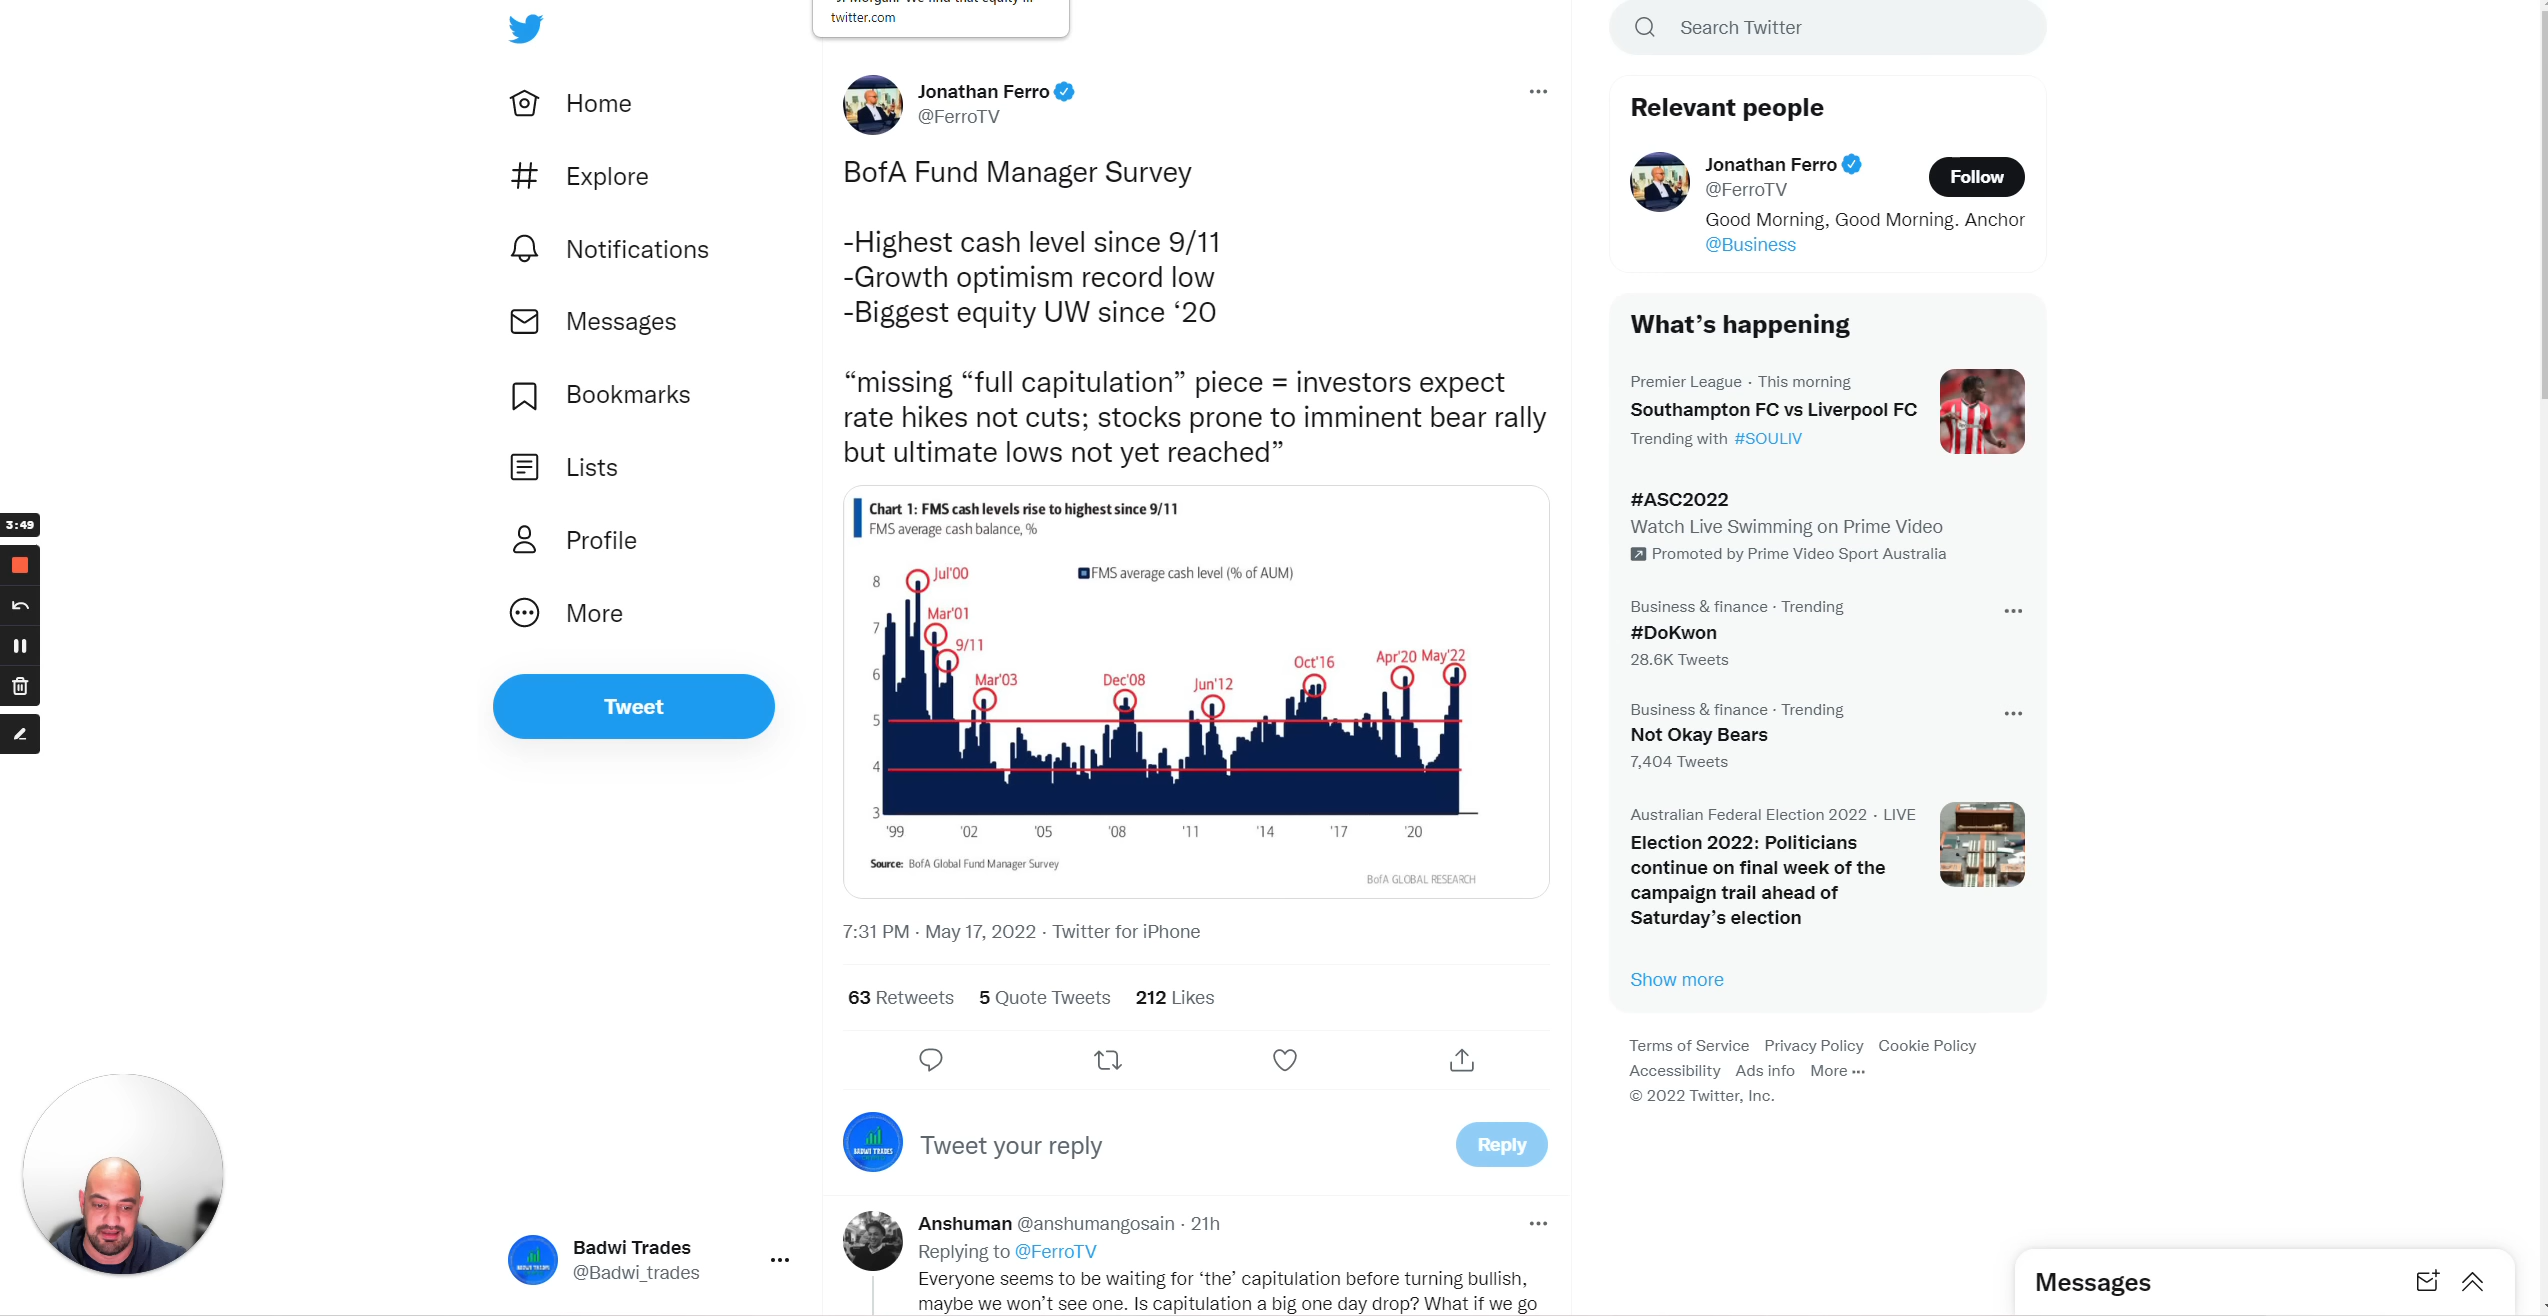 J. Morgan: We find that equity ...
twitter.com
Search Twitter
Home
Explore
Notifications
Messages
Bookmarks
Lists
Profile
More
Tweet
3:49
Jonathan Ferro
@FerroTV
BofA Fund Manager Survey
-Highest cash level since 9/11
-Growth optimism record low
-Biggest equity UW since ‘20
“missing “full capitulation” piece = investors expect
rate hikes not cuts; stocks prone to imminent bear rally
but ultimate lows not yet reached”
Chart 1: FMS cash levels rise to highest since 9/11
FMS average cash balance, %
FMS average cash level (% of AUM)
8
7
6
5
4
3
Jul'00
Mar'01
9/11
Mar'03
Dec'08
Jun'12
Oct'16
Apr'20
May'22
'99
'02
'05
'08
'11
'14
'17
'20
Source: BofA Global Fund Manager Survey
BofA GLOBAL RESEARCH
7:31 PM · May 17, 2022 · Twitter for iPhone
63 Retweets 5 Quote Tweets 212 Likes
BADWI TRADES
Tweet your reply
Reply
Anshuman @anshumangosain · 21h
Replying to @FerroTV
Everyone seems to be waiting for ‘the’ capitulation before turning bullish,
maybe we won’t see one. Is capitulation a big one day drop? What if we go
Badwi Trades
@Badwi_trades
Relevant people
Jonathan Ferro
@FerroTV
Follow
Good Morning, Good Morning. Anchor
@Business
What’s happening
Premier League · This morning
Southampton FC vs Liverpool FC
Trending with #SOULIV
#ASC2022
Watch Live Swimming on Prime Video
Promoted by Prime Video Sport Australia
Business & finance · Trending
#DoKwon
28.6K Tweets
Business & finance · Trending
Not Okay Bears
7,404 Tweets
Australian Federal Election 2022 · LIVE
Election 2022: Politicians
continue on final week of the
campaign trail ahead of
Saturday’s election
Show more
Terms of Service Privacy Policy Cookie Policy
Accessibility Ads info More ···
© 2022 Twitter, Inc.
Messages